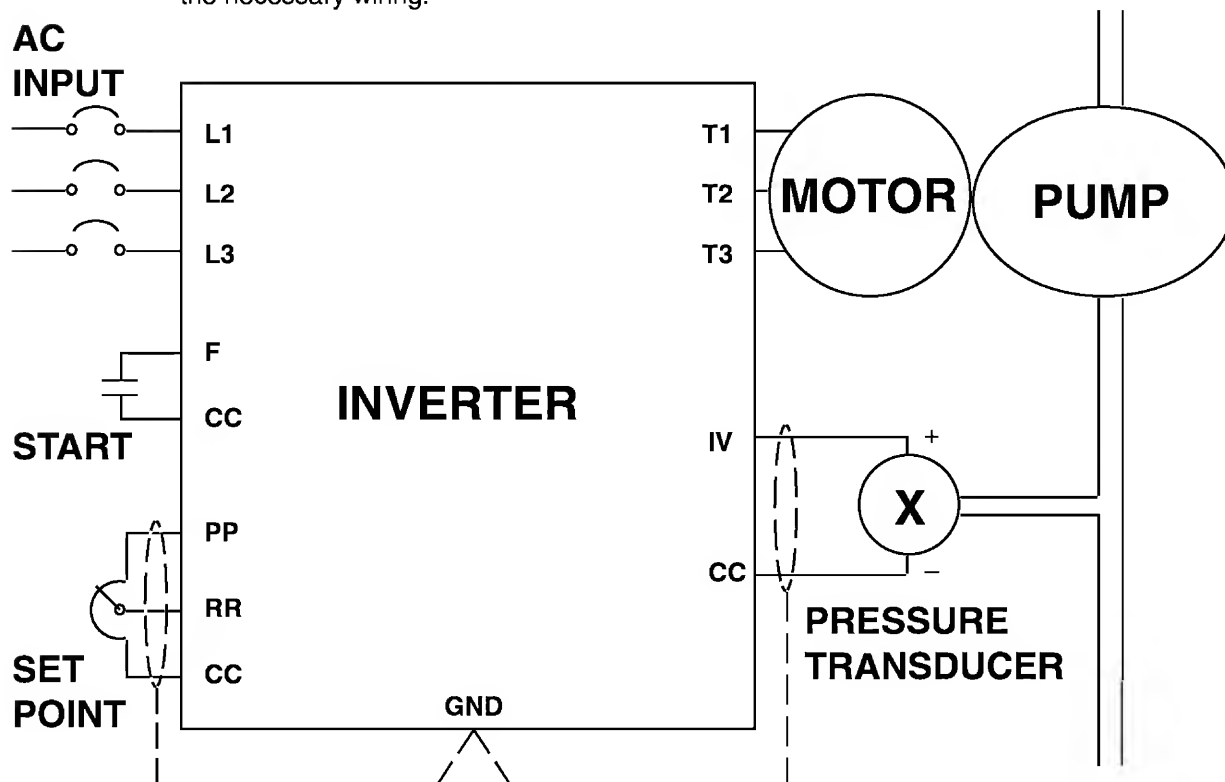 the necessary wiring.
AC
INPUT
L1
L2
L3
T1
T2
T3
MOTOR
PUMP
F
CC
START
INVERTER
IV
+
X
CC
–
PP
RR
CC
SET
POINT
PRESSURE
TRANSDUCER
GND